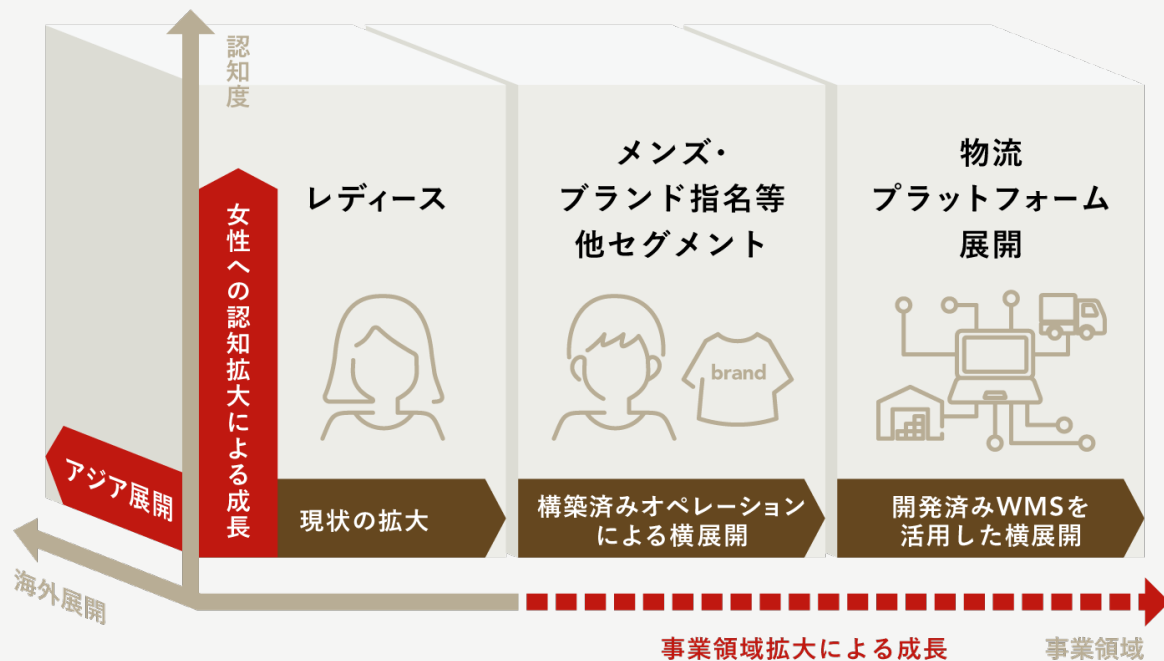 認知度
レディース
メンズ・
ブランド指名等
他セグメント
物流
プラットフォーム
展開
女性への認知拡大による成長
brand
アジア展開
現状の拡大
構築済みオペレーション
による横展開
開発済みWMSを
活用した横展開
海外展開
事業領域拡大による成長
事業領域